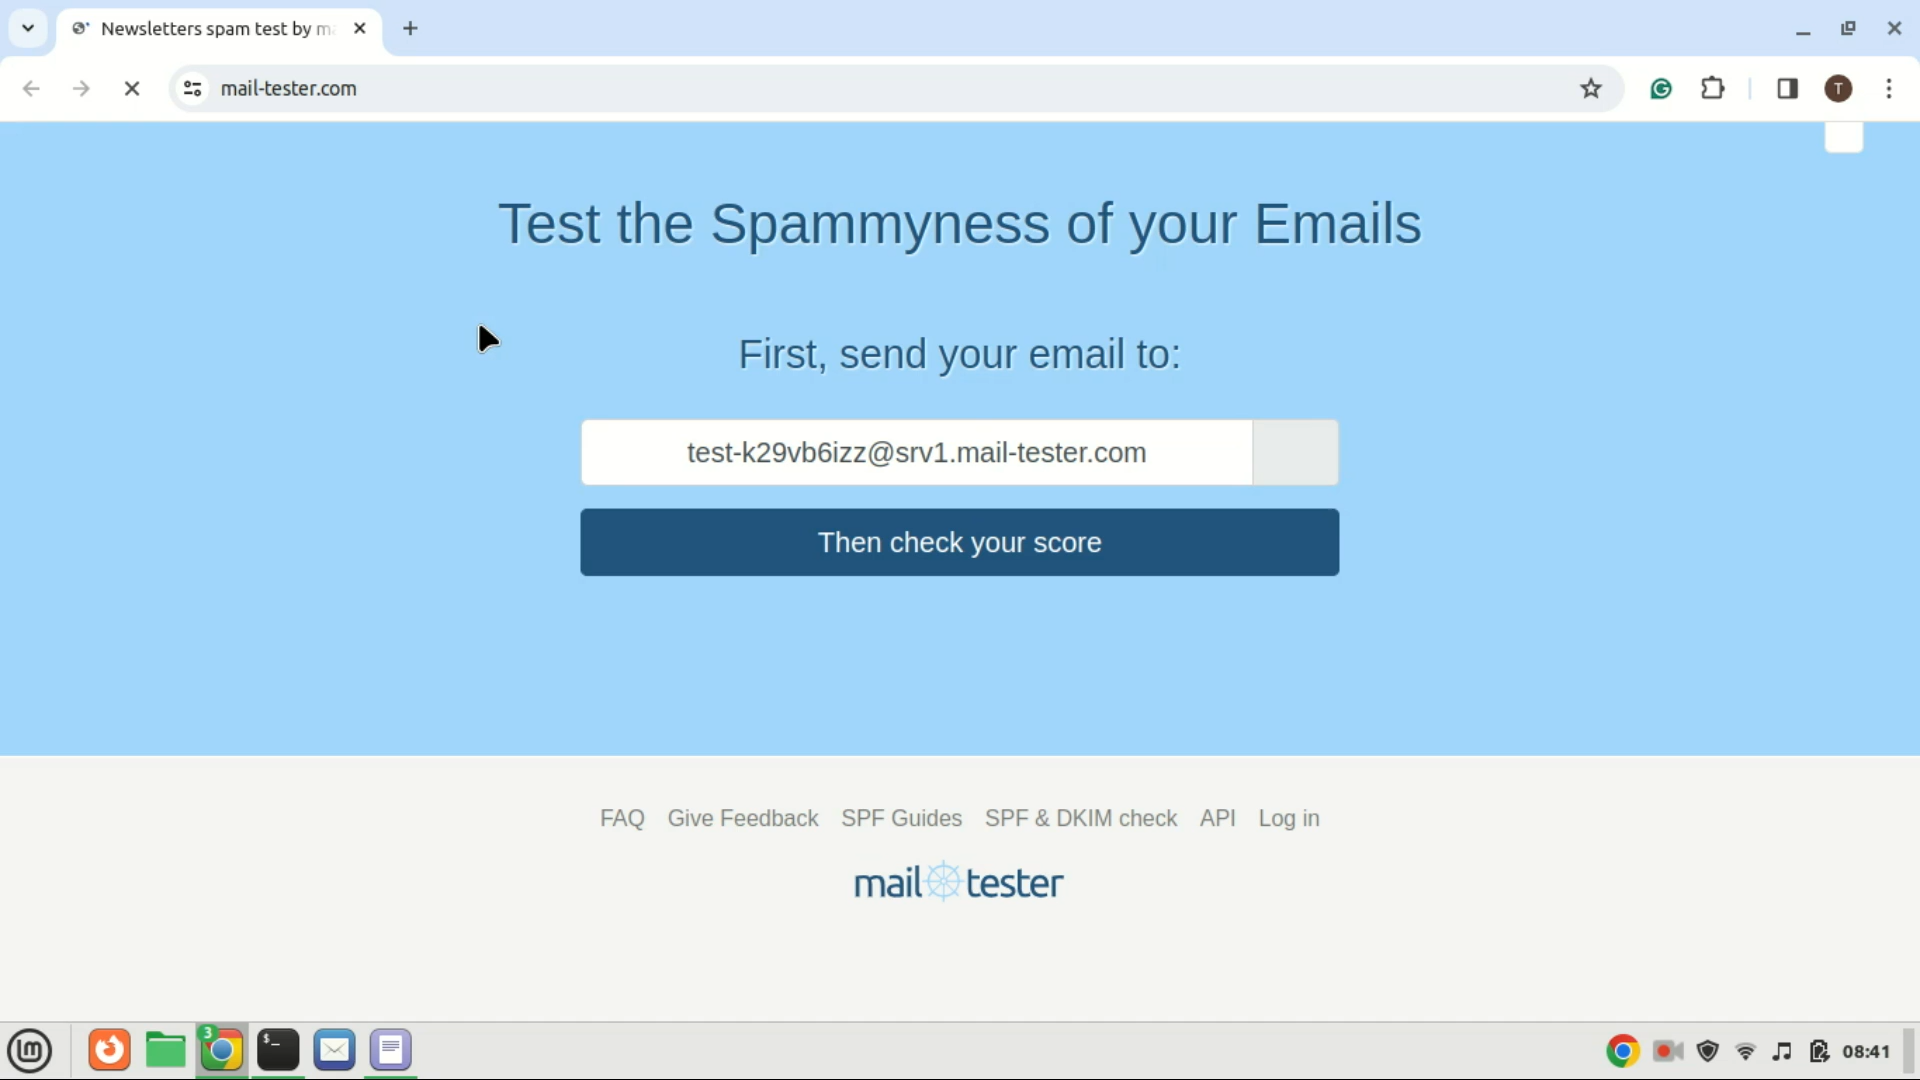 Newsletters spam test by m
mail-tester.com
T
Test the Spammyness of your Emails
First, send your email to:
test-k29vb6izz@srv1.mail-tester.com
Then check your score
FAQ Give Feedback SPF Guides SPF & DKIM check API Log in
mail tester
3
$_
08:41